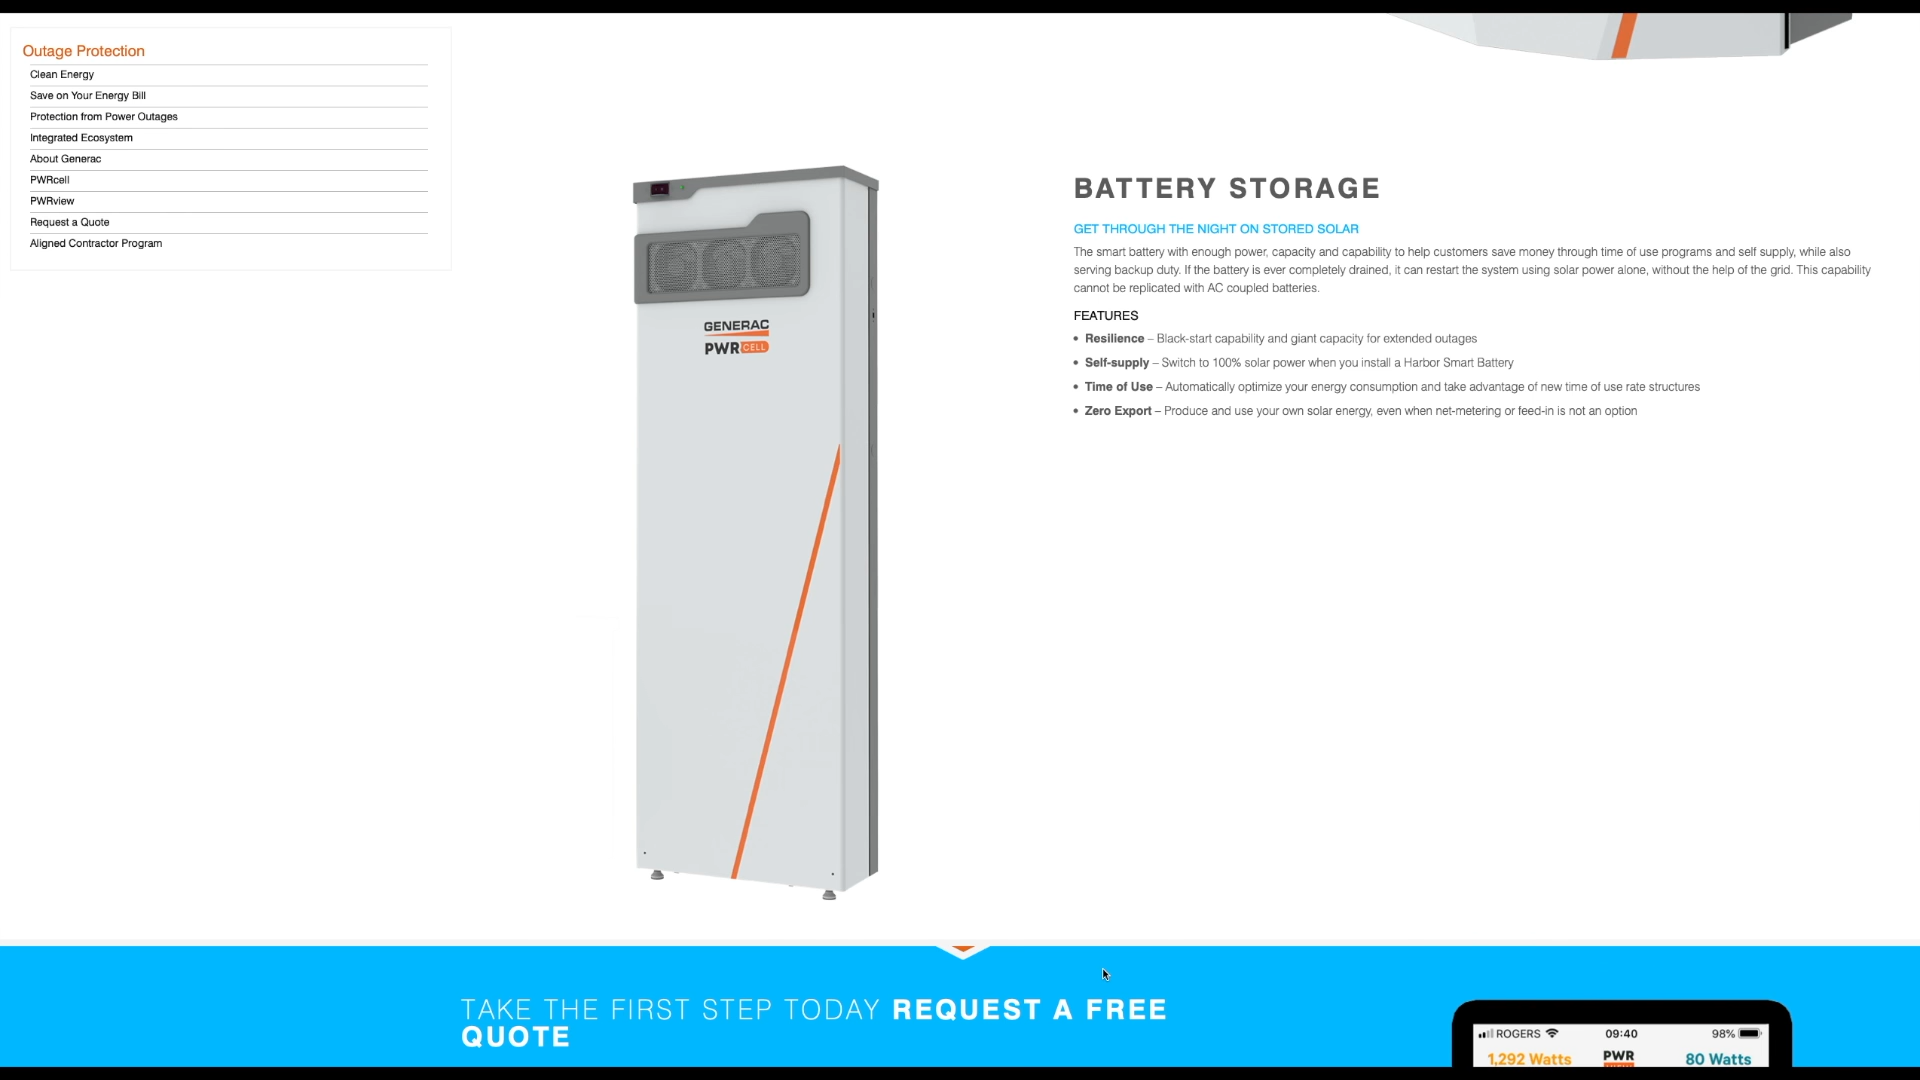 Outage Protection
Clean Energy
Save on Your Energy Bill
Protection from Power Outages
Integrated Ecosystem
About Generac
PWRcell
PWRview
Request a Quote
Aligned Contractor Program
GENERAC
PWR CELL
BATTERY STORAGE
GET THROUGH THE NIGHT ON STORED SOLAR
The smart battery with enough power, capacity and capability to help customers save money through time of use programs and self supply, while also
serving backup duty. If the battery is ever completely drained, it can restart the system using solar power alone, without the help of the grid. This capability
cannot be replicated with AC coupled batteries.
FEATURES
• Resilience – Black-start capability and giant capacity for extended outages
• Self-supply – Switch to 100% solar power when you install a Harbor Smart Battery
• Time of Use – Automatically optimize your energy consumption and take advantage of new time of use rate structures
• Zero Export – Produce and use your own solar energy, even when net-metering or feed-in is not an option
TAKE THE FIRST STEP TODAY REQUEST A FREE
QUOTE
ROGERS 09:40 98%
1,292 Watts PWR 80 Watts